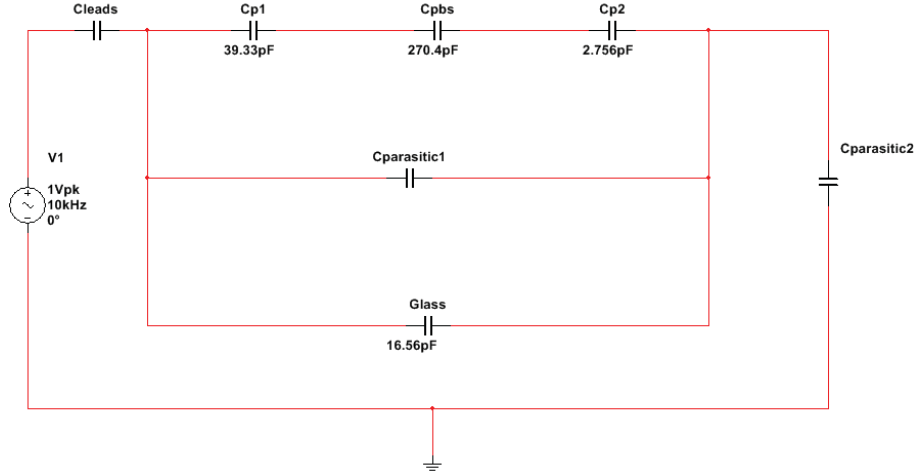 Cleads
Cp1
Cpbs
Cp2
39.33pF
270.4pF
2.756pF
Cparasitic1
Cparasitic2
V1
1Vpk
10kHz
0°
Glass
16.56pF